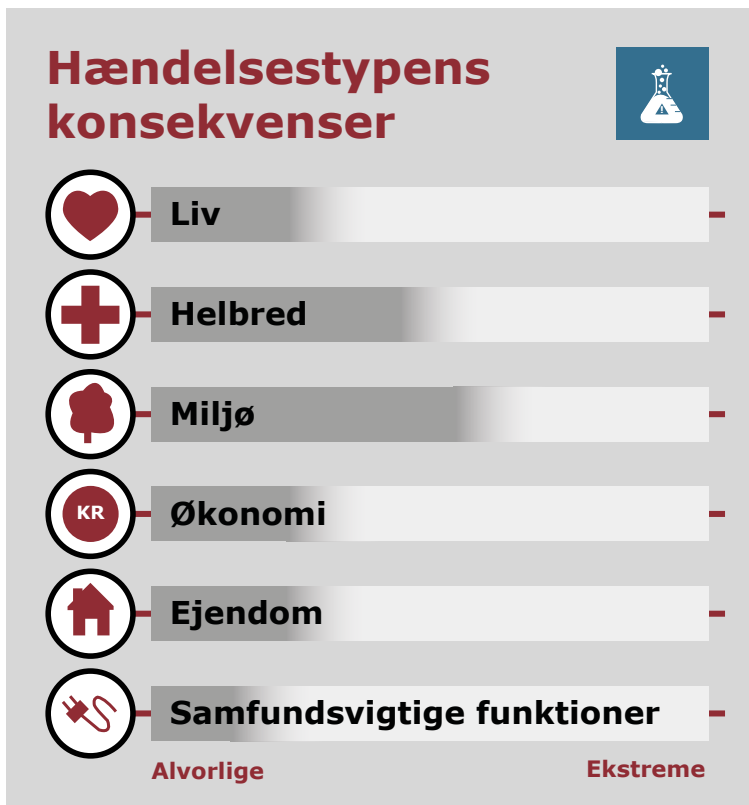 Hændelsestypens
konsekvenser
Liv
Helbred
Miljø
KR
Økonomi
Ejendom
Samfundsvigtige funktioner
Alvorlige
Ekstreme